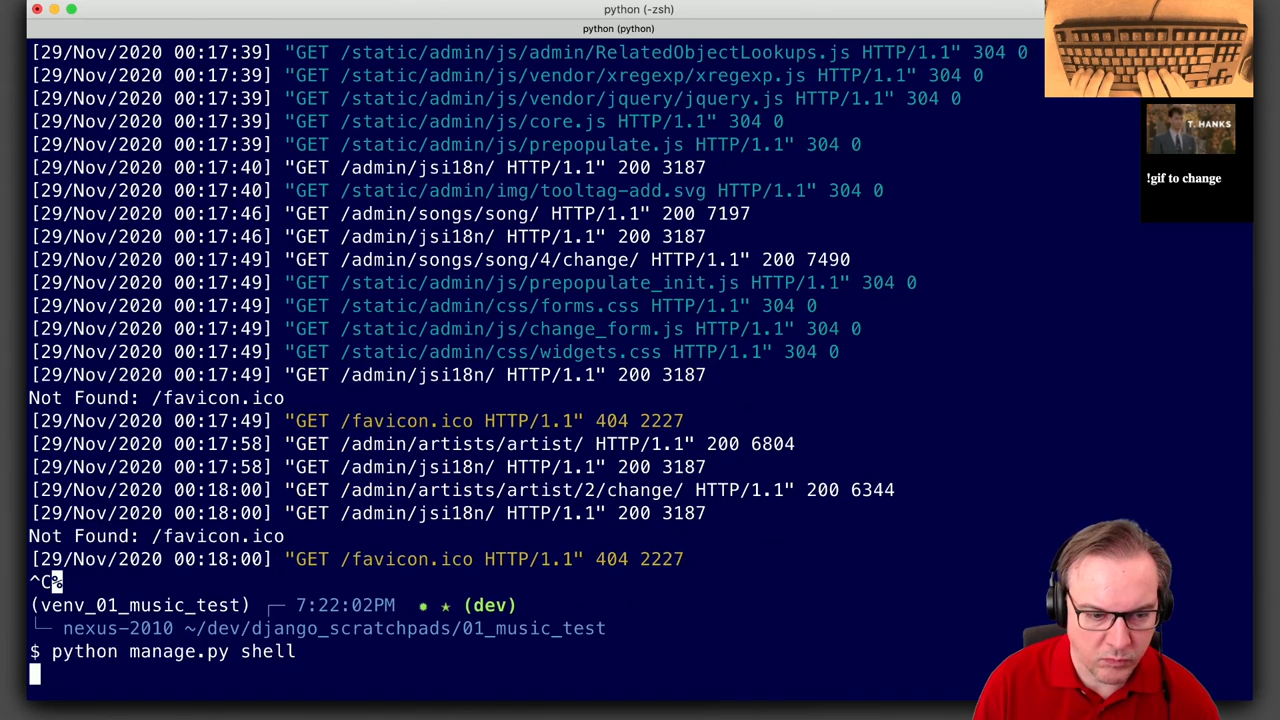 python (-zsh)
python (python)
[29/Nov/2020 00:17:39] "GET /static/admin/js/admin/RelatedObjectLookups.js HTTP/1.1" 304 0
[29/Nov/2020 00:17:39] "GET /static/admin/js/vendor/xregexp/xregexp.js HTTP/1.1" 304 0
[29/Nov/2020 00:17:39] "GET /static/admin/js/vendor/jquery/jquery.js HTTP/1.1" 304 0
[29/Nov/2020 00:17:39] "GET /static/admin/js/core.js HTTP/1.1" 304 0
[29/Nov/2020 00:17:39] "GET /static/admin/js/prepopulate.js HTTP/1.1" 304 0
[29/Nov/2020 00:17:40] "GET /admin/jsi18n/ HTTP/1.1" 200 3187
[29/Nov/2020 00:17:40] "GET /static/admin/img/tooltag-add.svg HTTP/1.1" 304 0
[29/Nov/2020 00:17:46] "GET /admin/songs/song/ HTTP/1.1" 200 7197
[29/Nov/2020 00:17:46] "GET /admin/jsi18n/ HTTP/1.1" 200 3187
[29/Nov/2020 00:17:49] "GET /admin/songs/song/4/change/ HTTP/1.1" 200 7490
[29/Nov/2020 00:17:49] "GET /static/admin/js/prepopulate_init.js HTTP/1.1" 304 0
[29/Nov/2020 00:17:49] "GET /static/admin/css/forms.css HTTP/1.1" 304 0
[29/Nov/2020 00:17:49] "GET /static/admin/js/change_form.js HTTP/1.1" 304 0
[29/Nov/2020 00:17:49] "GET /static/admin/css/widgets.css HTTP/1.1" 304 0
[29/Nov/2020 00:17:49] "GET /admin/jsi18n/ HTTP/1.1" 200 3187
Not Found: /favicon.ico
[29/Nov/2020 00:17:49] "GET /favicon.ico HTTP/1.1" 404 2227
[29/Nov/2020 00:17:58] "GET /admin/artists/artist/ HTTP/1.1" 200 6804
[29/Nov/2020 00:17:58] "GET /admin/jsi18n/ HTTP/1.1" 200 3187
[29/Nov/2020 00:18:00] "GET /admin/artists/artist/2/change/ HTTP/1.1" 200 6344
[29/Nov/2020 00:18:00] "GET /admin/jsi18n/ HTTP/1.1" 200 3187
Not Found: /favicon.ico
[29/Nov/2020 00:18:00] "GET /favicon.ico HTTP/1.1" 404 2227
^C%
(venv_01_music_test) ┌─ 7:22:02PM ✹ ★ (dev)
└─ nexus-2010 ~/dev/django_scratchpads/01_music_test
$ python manage.py shell
T. HANKS
!gif to change